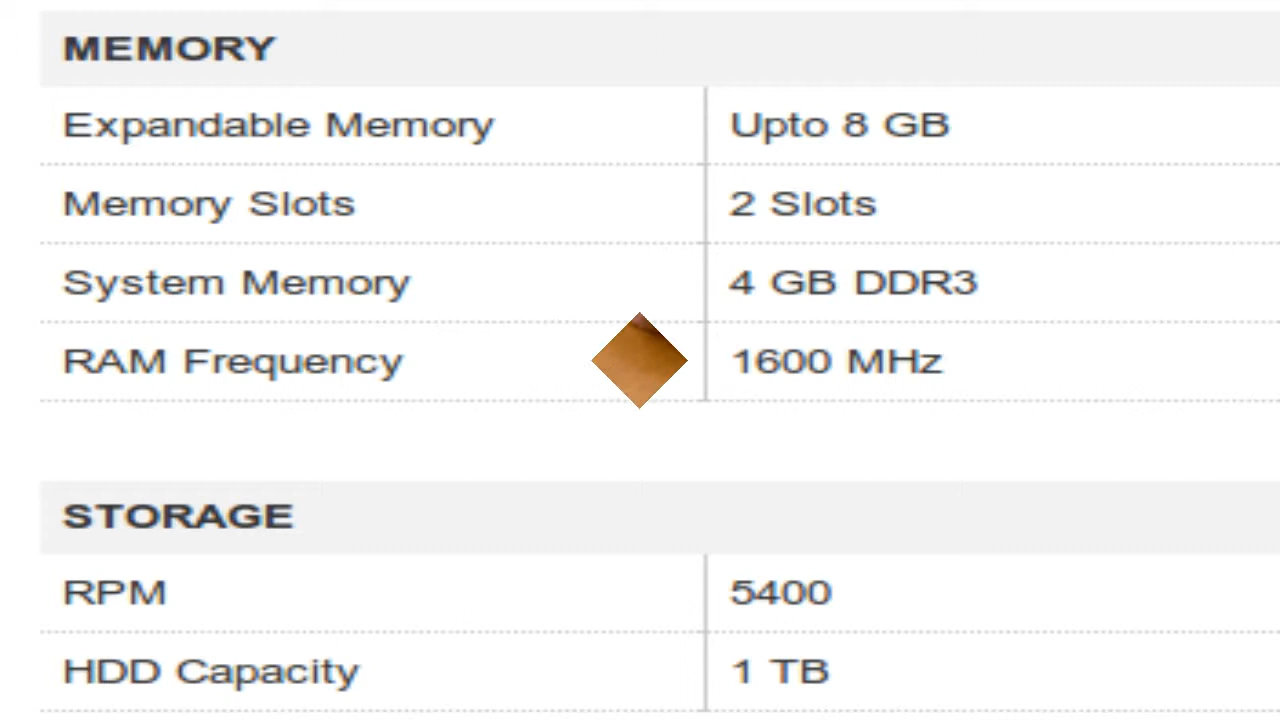 MEMORY
Expandable Memory Upto 8 GB
Memory Slots 2 Slots
System Memory 4 GB DDR3
RAM Frequency 1600 MHz
STORAGE
RPM 5400
HDD Capacity 1 TB